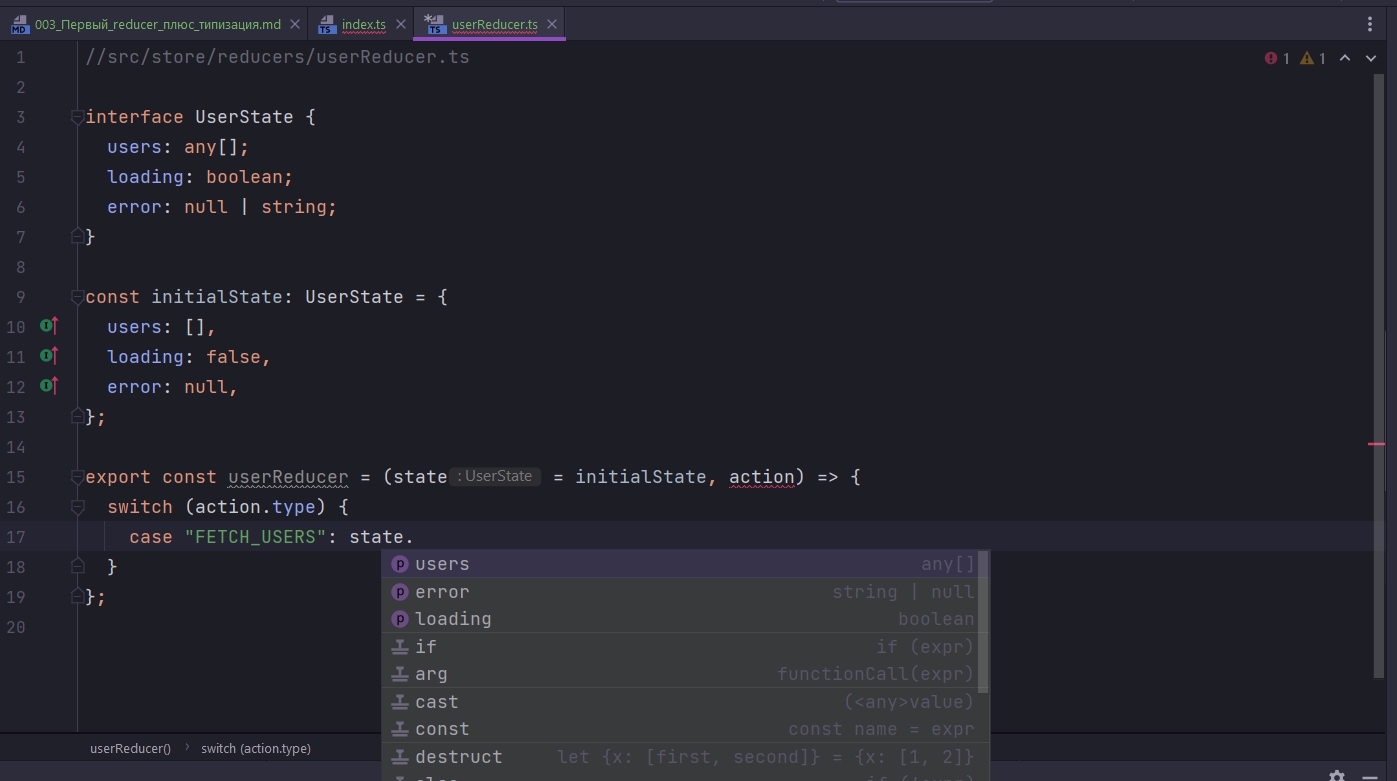 003_Первый_reducer_плюс_типизация.md index.ts userReducer.ts
1 //src/store/reducers/userReducer.ts 1 1
2
3 interface UserState {
4 users: any[];
5 loading: boolean;
6 error: null | string;
7 }
8
9 const initialState: UserState = {
10 users: [],
11 loading: false,
12 error: null,
13 };
14
15 export const userReducer = (state : UserState = initialState, action) => {
16 switch (action.type) {
17 case "FETCH_USERS": state.
18 }
19 };
20
users any[]
error string | null
loading boolean
if if (expr)
arg functionCall(expr)
cast (<any>value)
const const name = expr
destruct let {x: [first, second]} = {x: [1, 2]}
userReducer() › switch (action.type)